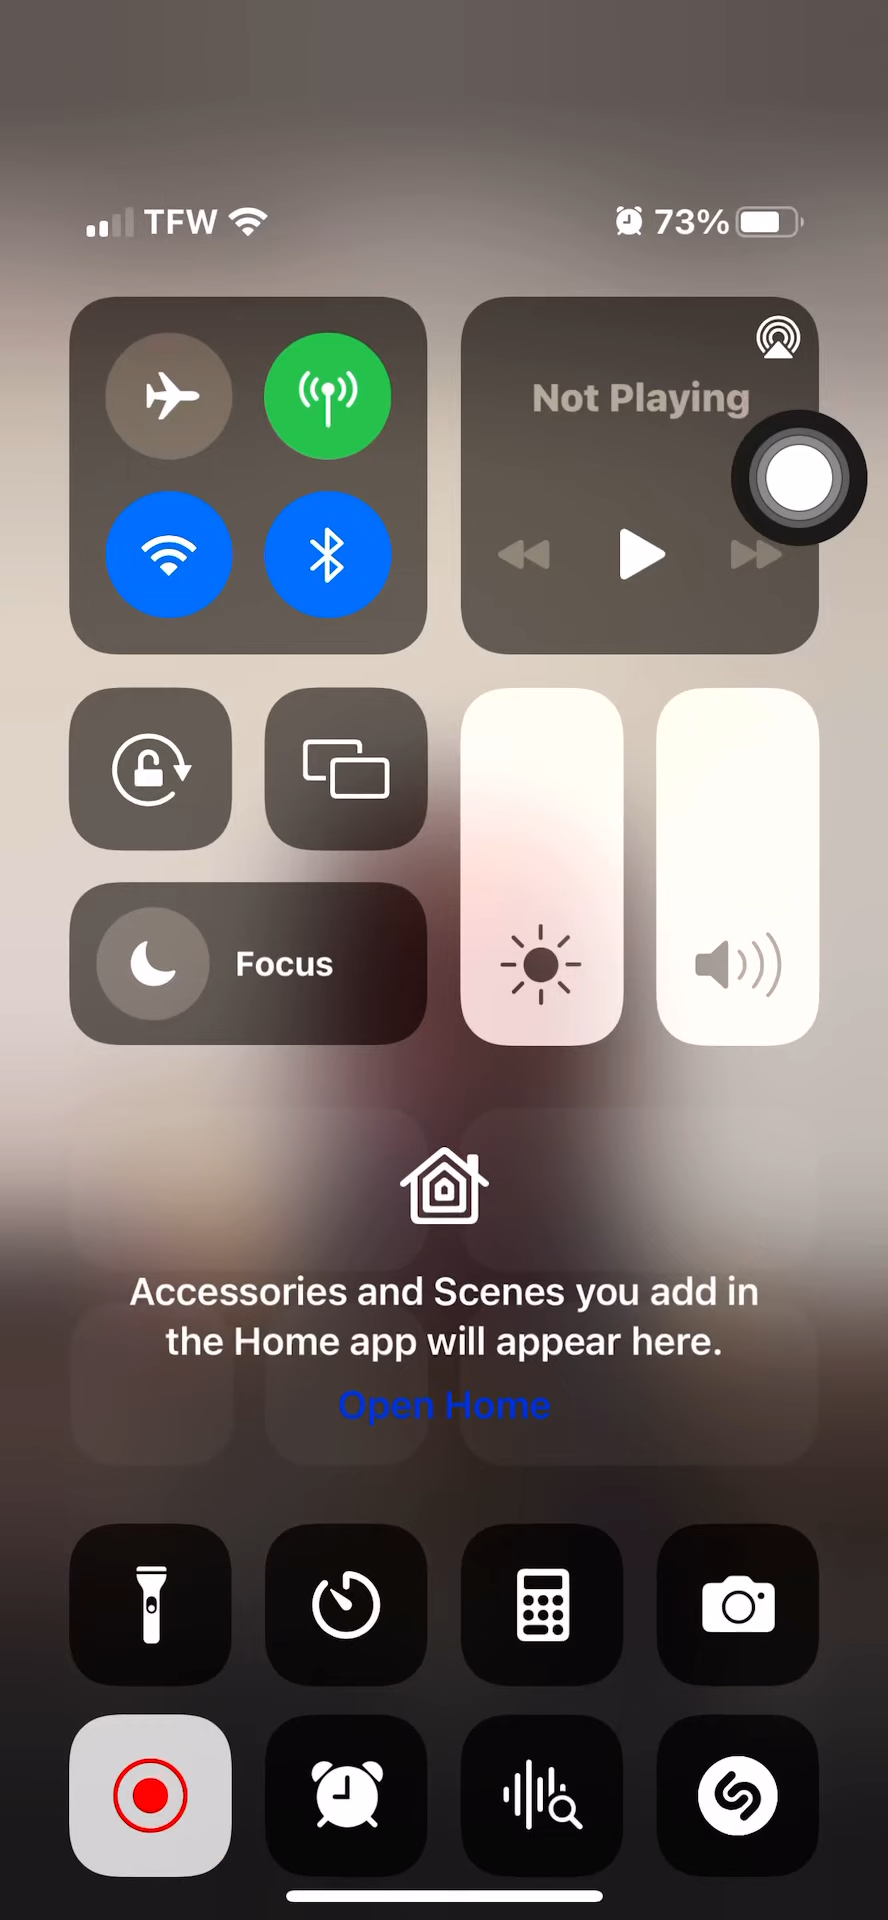 TFW
73%
Not Playing
Focus
Accessories and Scenes you add in
the Home app will appear here.
Open Home